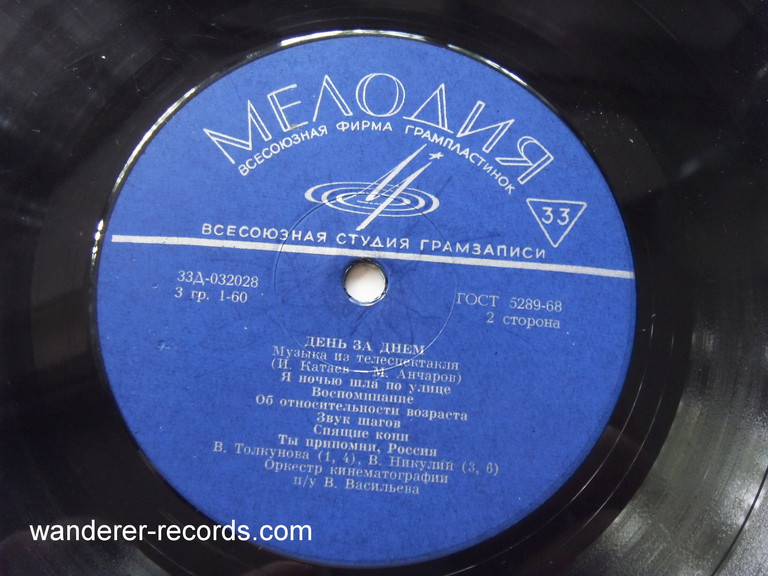 МЕЛОДИЯ
ВСЕСОЮЗНАЯ ФИРМА ГРАМПЛАСТИНОК
33
ВСЕСОЮЗНАЯ СТУДИЯ ГРАМЗАПИСИ
33Д-032028
3 гр. 1-60
ГОСТ 5289-68
2 сторона
ДЕНЬ ЗА ДНЕМ
Музыка из телеспектакля
(И. Катаев — М. Анчаров)
Я ночью шла по улице
Воспоминание
Об относительности возраста
Звук шагов
Спящие кони
Ты припомни, Россия
В. Толкунова (1, 4), В. Никулин (3, 6)
Оркестр кинематографии
п/у В. Васильева
wanderer-records.com